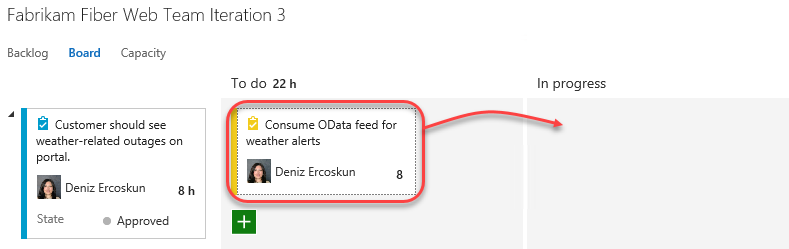 Fabrikam Fiber Web Team Iteration 3
Backlog Board Capacity
To do 22 h
In progress
Customer should see
weather-related outages on
portal.
Deniz Ercoskun 8 h
State Approved
Consume OData feed for
weather alerts
Deniz Ercoskun 8